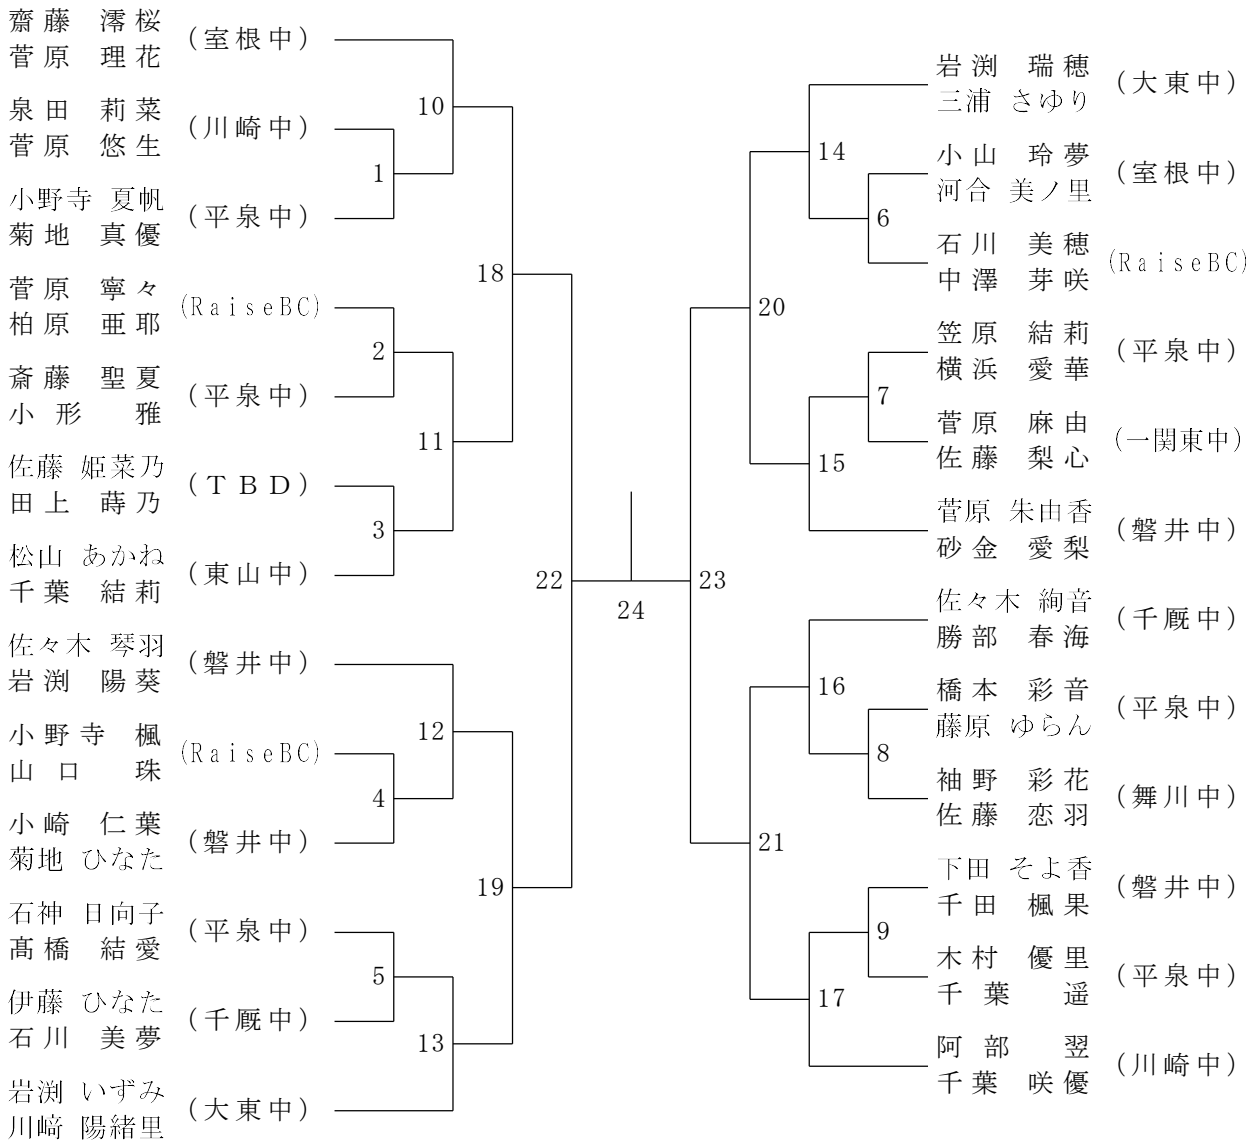 齋藤 澪桜
菅原 理花
(室根中)
泉田 莉菜
菅原 悠生
(川崎中)
小野寺 夏帆
菊地 真優
(平泉中)
菅原 寧々
柏原 亜耶
(RaiseBC)
斎藤 聖夏
小形 雅
(平泉中)
佐藤 姫菜乃
田上 蒔乃
(TBD)
松山 あかね
千葉 結莉
(東山中)
佐々木 琴羽
岩渕 陽葵
(磐井中)
小野寺 楓
山口 珠
(RaiseBC)
小崎 仁葉
菊地 ひなた
(磐井中)
石神 日向子
髙橋 結愛
(平泉中)
伊藤 ひなた
石川 美夢
(千厩中)
岩渕 いずみ
川﨑 陽緒里
(大東中)
10
1
18
2
11
3
22
12
4
19
5
13
24
23
14
6
20
7
15
16
8
21
9
17
岩渕 瑞穂
三浦 さゆり
(大東中)
小山 玲夢
河合 美ノ里
(室根中)
石川 美穂
中澤 芽咲
(RaiseBC)
笠原 結莉
横浜 愛華
(平泉中)
菅原 麻由
佐藤 梨心
(一関東中)
菅原 朱由香
砂金 愛梨
(磐井中)
佐々木 絢音
勝部 春海
(千厩中)
橋本 彩音
藤原 ゆらん
(平泉中)
袖野 彩花
佐藤 恋羽
(舞川中)
下田 そよ香
千田 楓果
(磐井中)
木村 優里
千葉 遥
(平泉中)
阿部 翌
千葉 咲優
(川崎中)